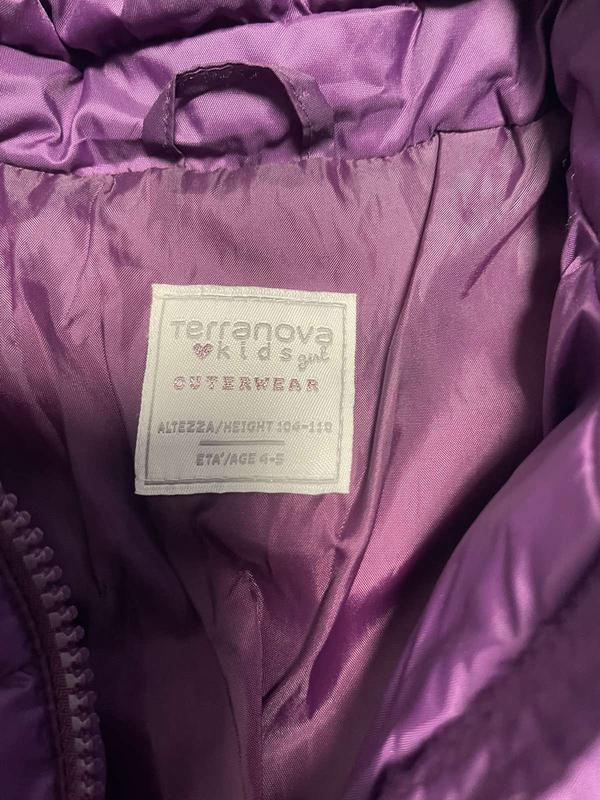 Terranova
kids girl
OUTERWEAR
ALTEZZA/HEIGHT 104-110
ETA'/AGE 4-5